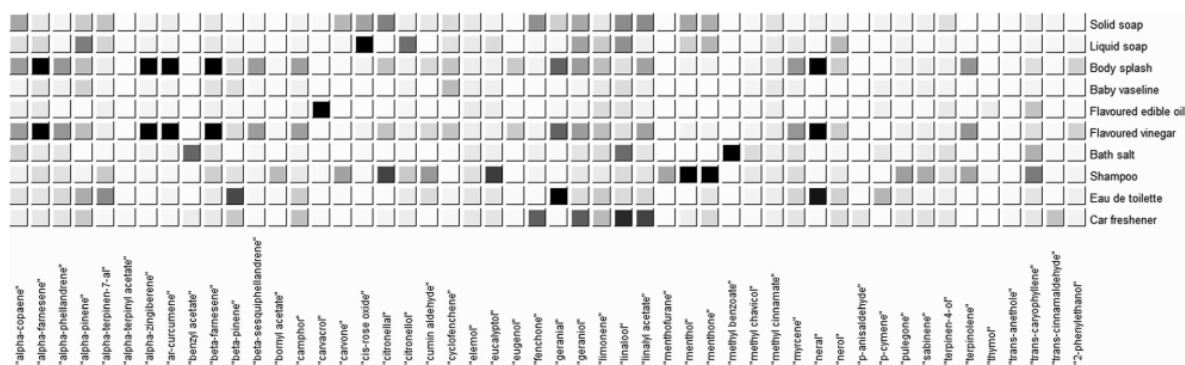 Solid soap
Liquid soap
Body splash
Baby vaseline
Flavoured edible oil
Flavoured vinegar
Bath salt
Shampoo
Eau de toilette
Car freshener
"alpha-copaene"
"alpha-farnesene"
"alpha-phellandrene"
"alpha-pinene"
"alpha-terpinen-7-al"
"alpha-terpinyl acetate"
"alpha-zingiberene"
"ar-curcumene"
"benzyl acetate"
"beta-farnesene"
"beta-pinene"
"beta-sesquiphellandrene"
"bornyl acetate"
"camphor"
"carvacrol"
"carvone"
"cis-rose oxide"
"citronellal"
"citronellol"
"cumin aldehyde"
"cyclofenchene"
"elemol"
"eucalyptol"
"eugenol"
"fenchone"
"geranial"
"geraniol"
"limonene"
"linalool"
"linalyl acetate"
"menthofurane"
"menthol"
"menthone"
"methyl benzoate"
"methyl chavicol"
"methyl cinnamate"
"myrcene"
"neral"
"nerol"
"p-anisaldehyde"
"p-cymene"
"pulegone"
"sabinene"
"terpinen-4-ol"
"terpinolene"
"thymol"
"trans-anethole"
"trans-caryophyllene"
"trans-cinnamaldehyde"
"2-phenylethanol"